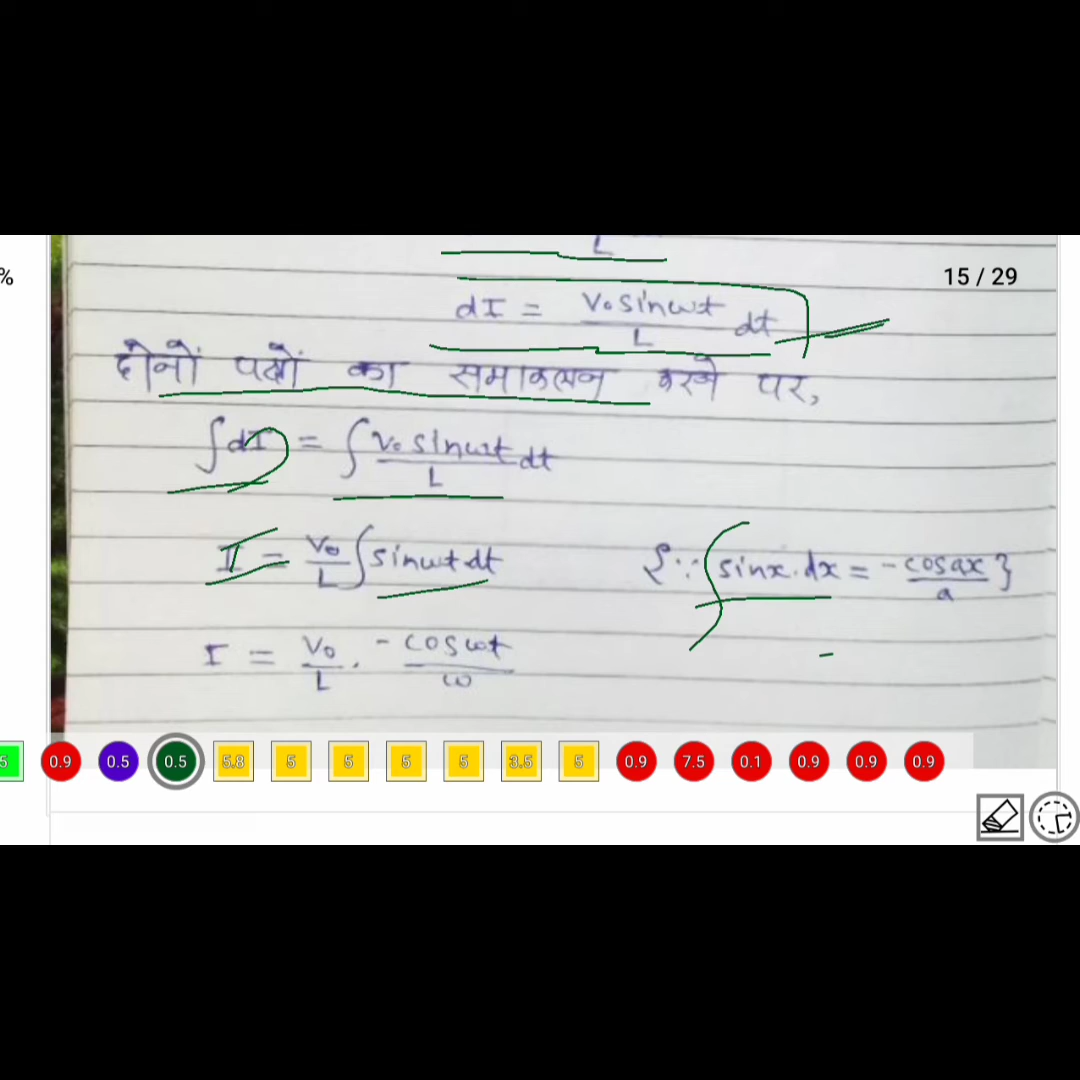 %
L
15 / 29
dI = V₀sinωt/L dt
दोनों पक्षों का समाकलन करने पर,
∫dI = ∫ V₀ sinωt/L dt
I = V₀/L ∫ sinωt dt {∵ ∫ sinx.dx = -cosax/a }
I = V₀/L . -cosωt/ω
5 0.9 0.5 0.5 5.8 5 5 5 5 3.5 5 0.9 7.5 0.1 0.9 0.9 0.9